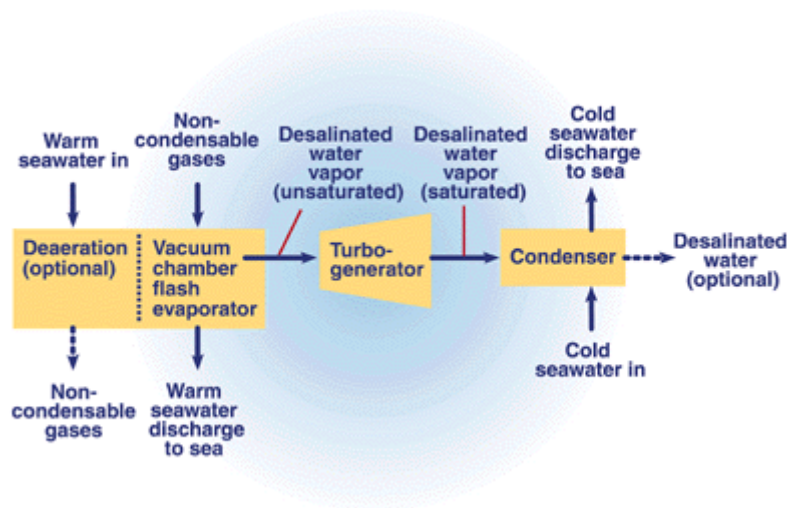 Warm
seawater in
Non-
condensable
gases
Desalinated
water
vapor
(unsaturated)
Desalinated
water
vapor
(saturated)
Cold
seawater
discharge
to sea
Deaeration
(optional)
Vacuum
chamber
flash
evaporator
Turbo-
generator
Condenser
Desalinated
water
(optional)
Non-
condensable
gases
Warm
seawater
discharge
to sea
Cold
seawater in